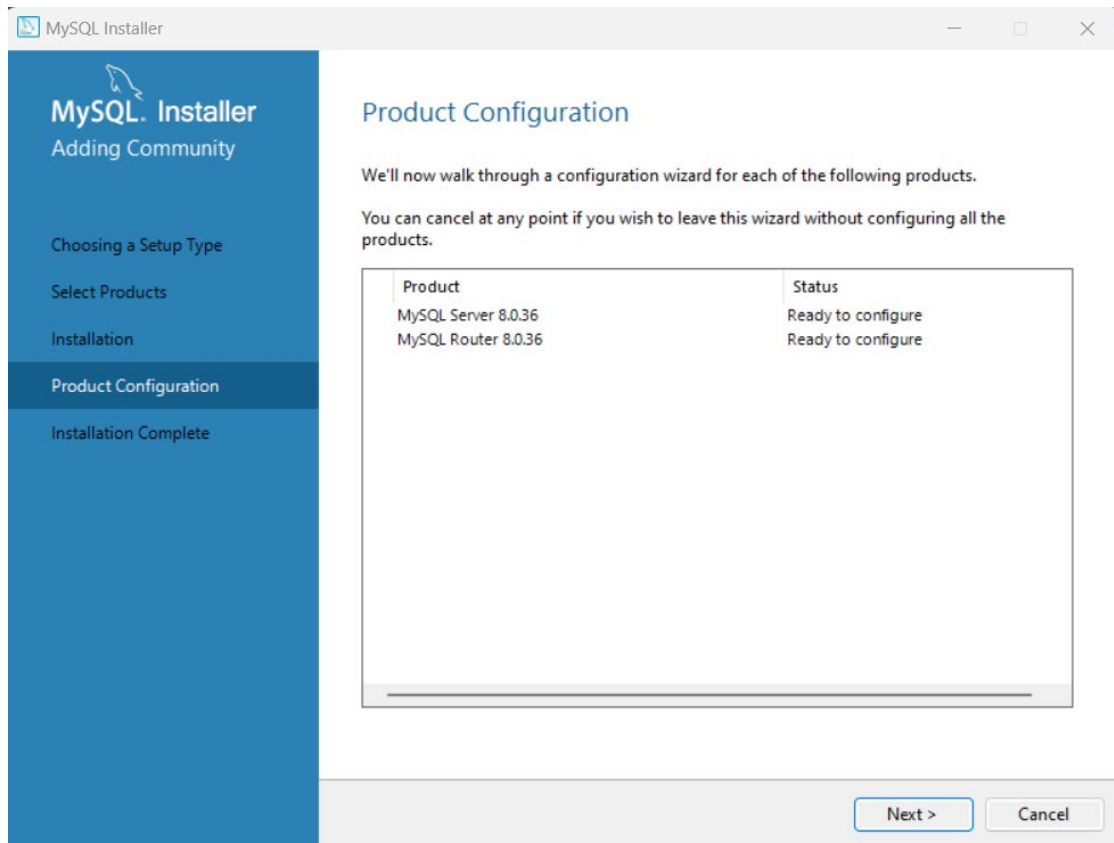 MySQL Installer
MySQL. Installer
Adding Community
Choosing a Setup Type
Select Products
Installation
Product Configuration
Installation Complete
Product Configuration
We'll now walk through a configuration wizard for each of the following products.
You can cancel at any point if you wish to leave this wizard without configuring all the
products.
Product Status
MySQL Server 8.0.36 Ready to configure
MySQL Router 8.0.36 Ready to configure
Next > Cancel